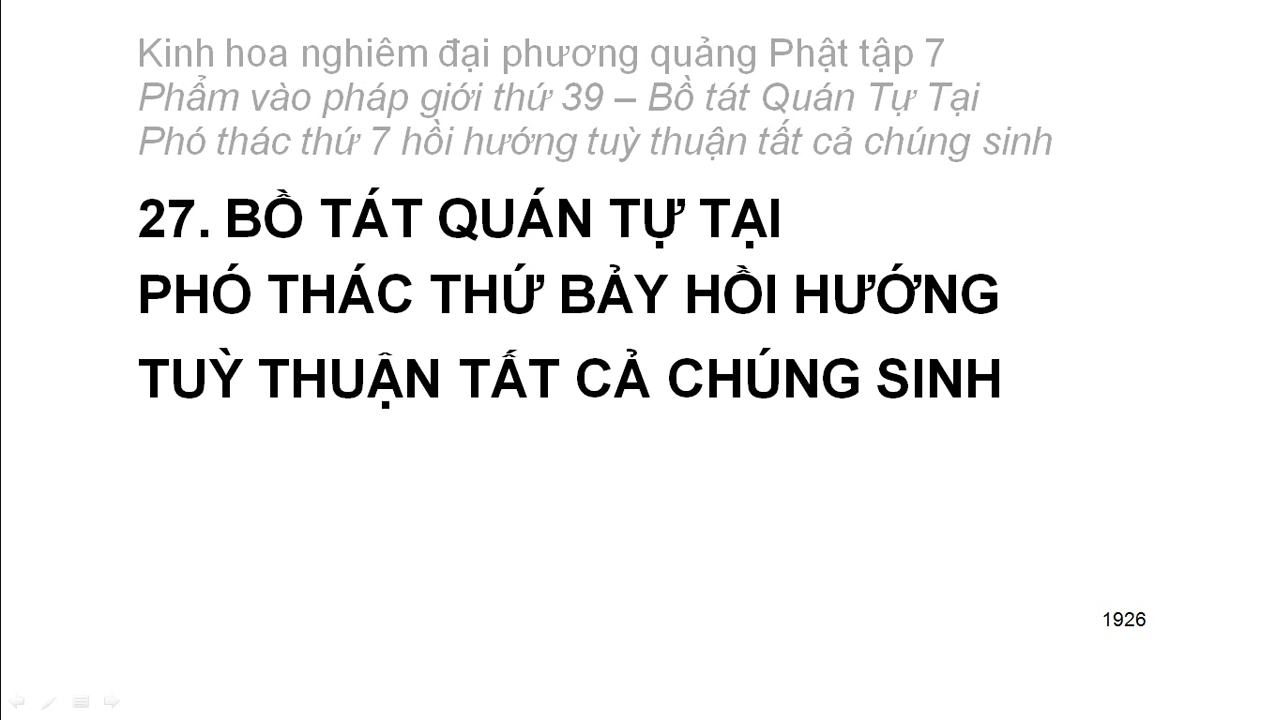 Kinh hoa nghiêm đại phương quảng Phật tập 7
Phẩm vào pháp giới thứ 39 – Bồ tát Quán Tự Tại
Phó thác thứ 7 hồi hướng tuỳ thuận tất cả chúng sinh
27. BỒ TÁT QUÁN TỰ TẠI
PHÓ THÁC THỨ BẢY HỒI HƯỚNG
TUỲ THUẬN TẤT CẢ CHÚNG SINH
1926